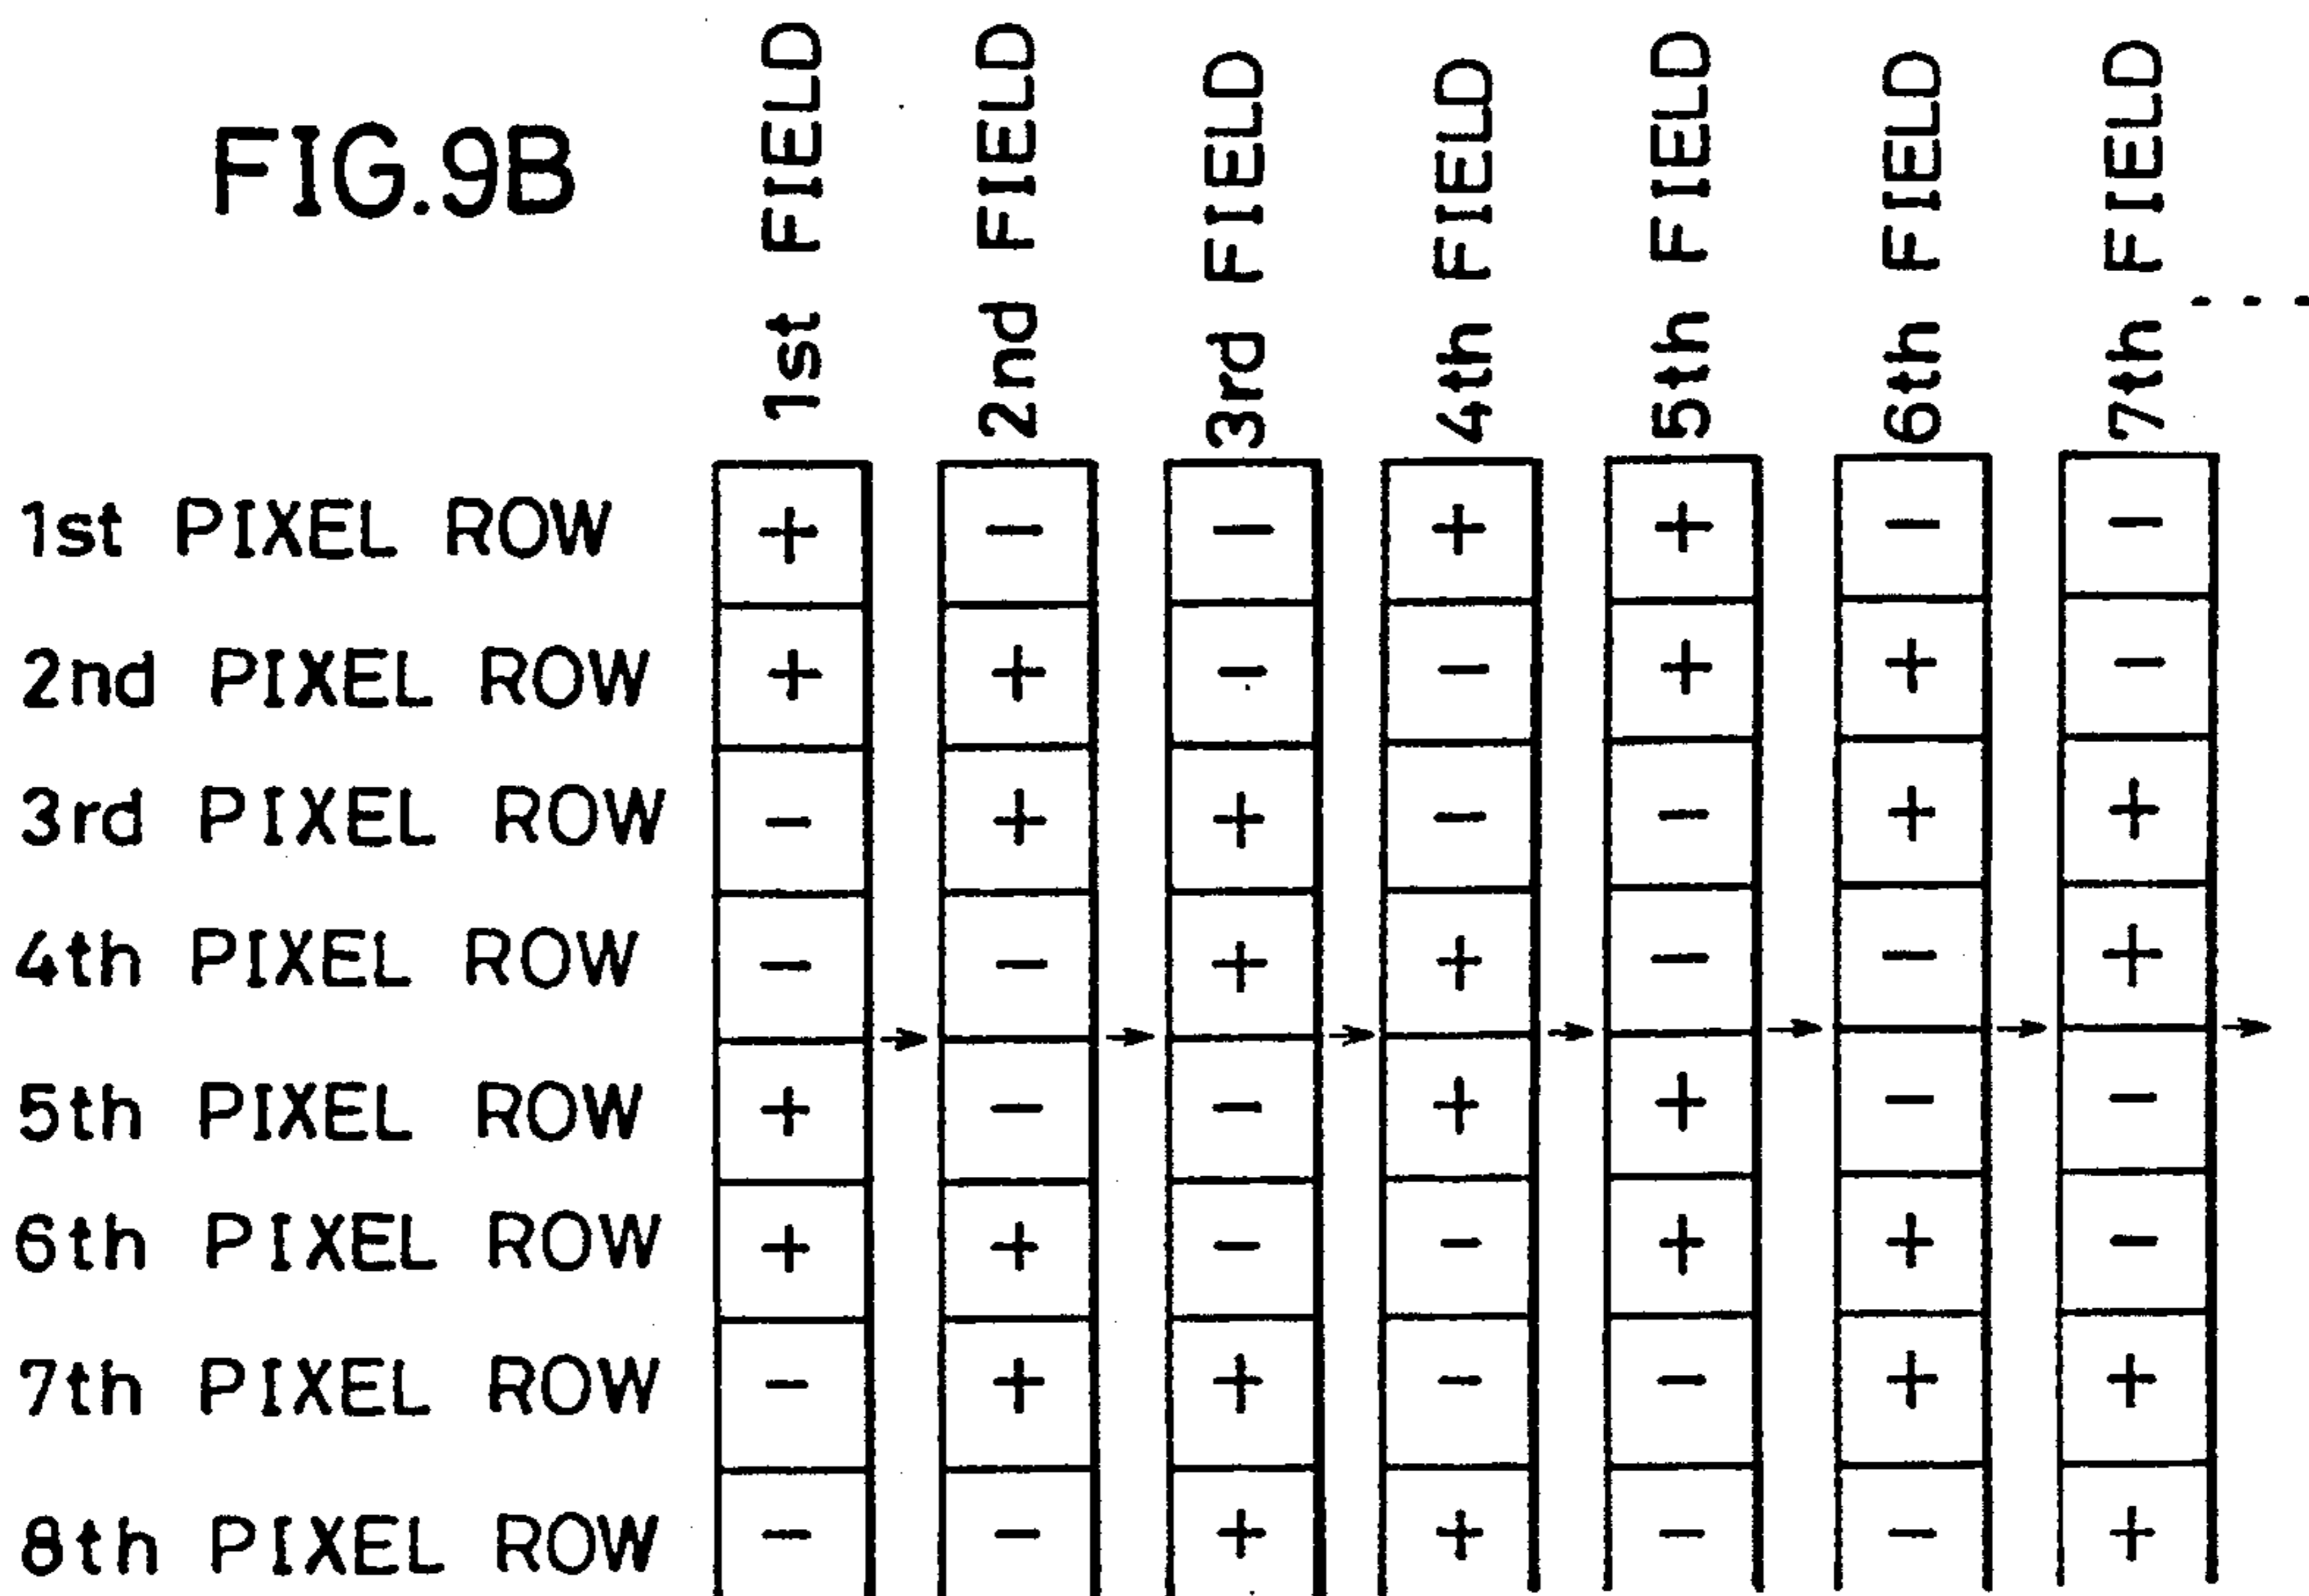 FIG.9B
1st FIELD
2nd FIELD
3rd FIELD
4th FIELD
5th FIELD
6th FIELD
7th FIELD
. . .
1st PIXEL ROW + − − + + − −
2nd PIXEL ROW + + − − + + −
3rd PIXEL ROW − + + − − + +
4th PIXEL ROW − − + + − − +
5th PIXEL ROW + − − + + − −
6th PIXEL ROW + + − − + + −
7th PIXEL ROW − + + − − + +
8th PIXEL ROW − − + + − − +